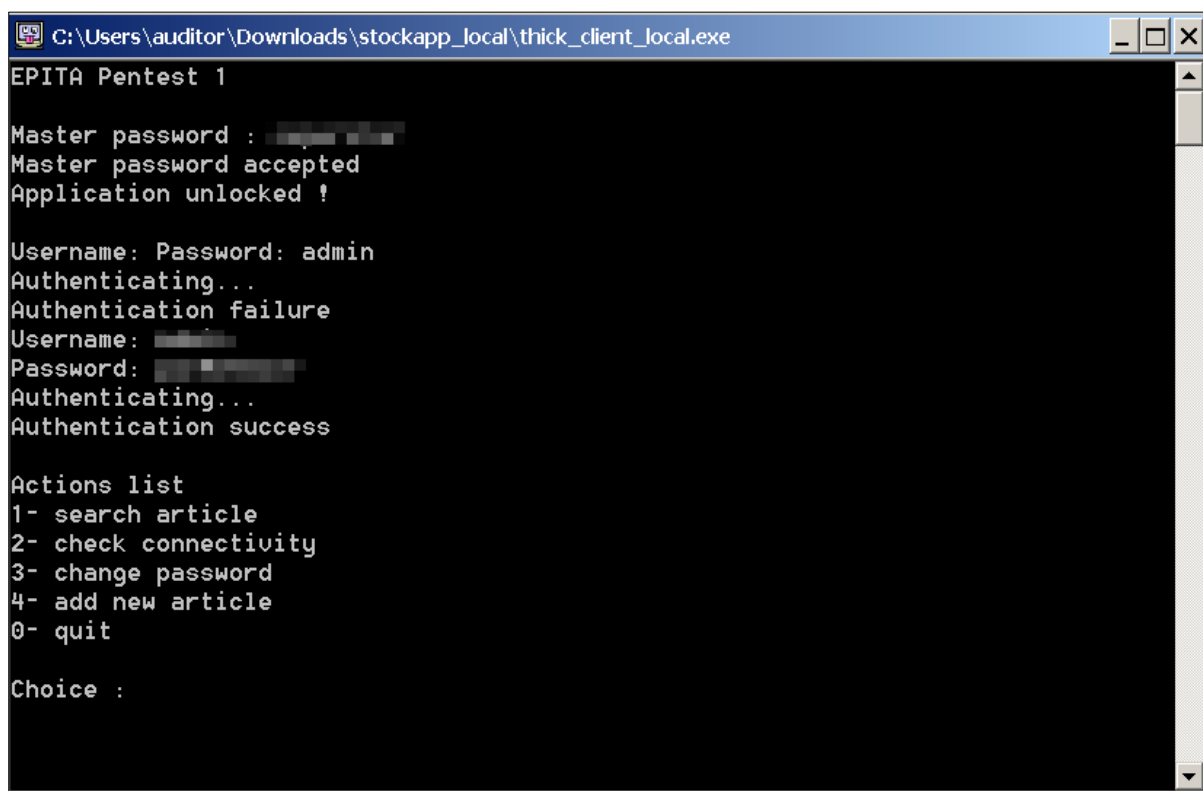 C:\Users\auditor\Downloads\stockapp_local\thick_client_local.exe
EPITA Pentest 1
Master password :
Master password accepted
Application unlocked !
Username: Password: admin
Authenticating...
Authentication failure
Username:
Password:
Authenticating...
Authentication success
Actions list
1- search article
2- check connectivity
3- change password
4- add new article
0- quit
Choice :